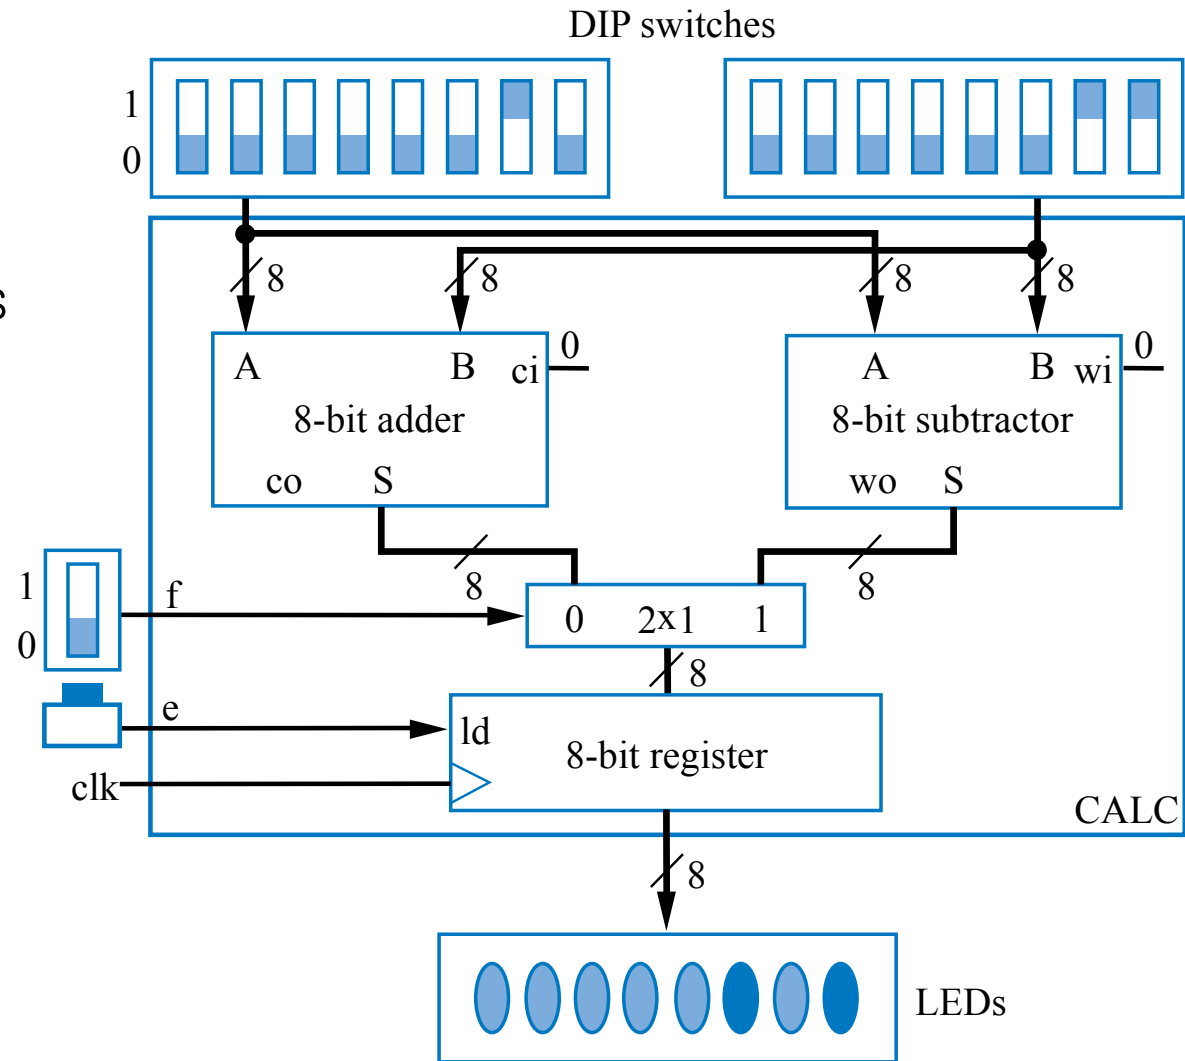 DIP switches
1
0
8 8 8 8
s
A B ci 0
8-bit adder
co S
A B wi 0
8-bit subtractor
wo S
1
0
f
8 8
0 2x1 1
8
e
ld
8-bit register
clk
CALC
8
LEDs